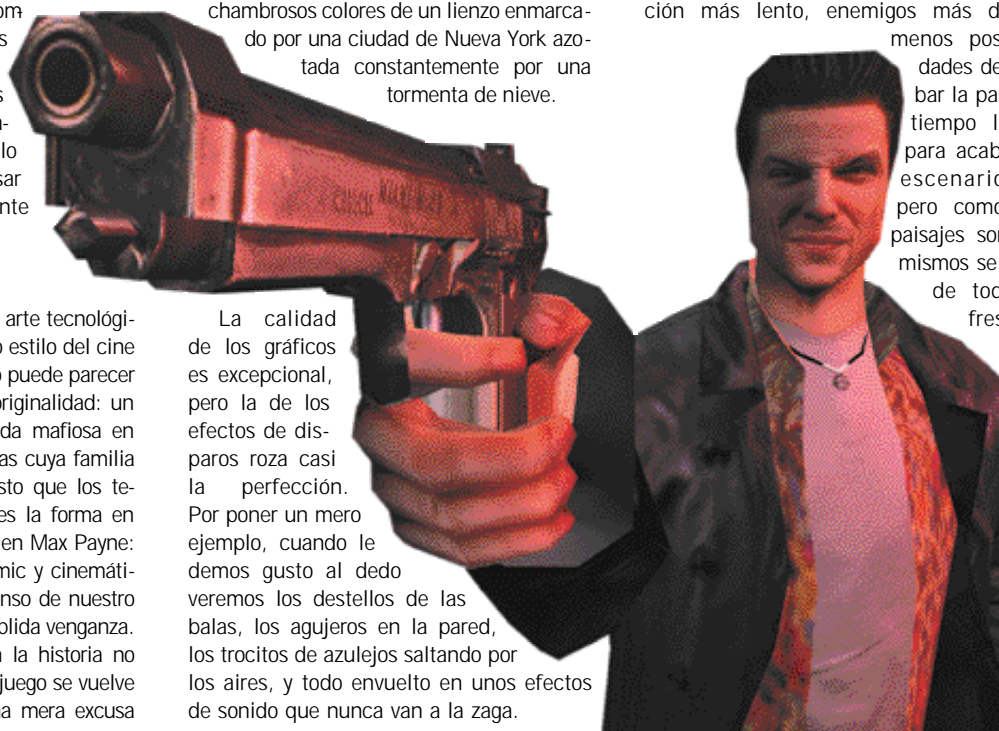 om-
s
s
a-
lo
sar
nte
arte tecnológi-
o estilo del cine
o puede parecer
originalidad: un
da mafiosa en
as cuya familia
sto que los te-
es la forma en
en Max Payne:
mic y cinemáti-
nso de nuestro
olida venganza.
a la historia no
juego se vuelve
na mera excusa
chambrosos colores de un lienzo enmarca-
do por una ciudad de Nueva York azo-
tada constantemente por una
tormenta de nieve.
La calidad
de los gráficos
es excepcional,
pero la de los
efectos de dis-
paros roza casi
la perfección.
Por poner un mero
ejemplo, cuando le
demos gusto al dedo
veremos los destellos de las
balas, los agujeros en la pared,
los trocitos de azulejos saltando por
los aires, y todo envuelto en unos efectos
de sonido que nunca van a la zaga.
ción más lento, enemigos más d
menos pos
dades de
bar la pa
tiempo l
para acab
escenario
pero como
paisajes son
mismos se
de tod
fres